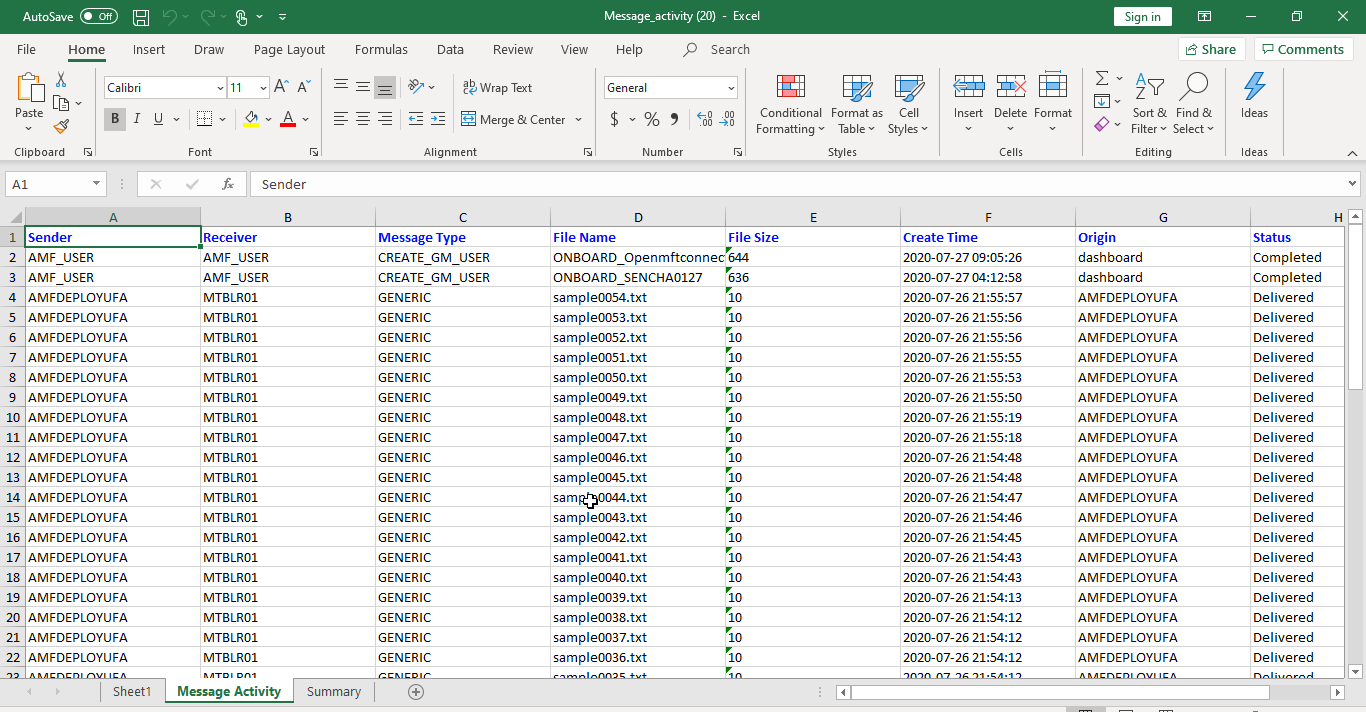 AutoSave Off Message_activity (20) - Excel Sign in
File Home Insert Draw Page Layout Formulas Data Review View Help Search Share Comments
Paste Calibri 11 Wrap Text General Conditional Formatting Format as Table Cell Styles Insert Delete Format Sort & Filter Find & Select Ideas
B I U A Merge & Center $ % 9
Clipboard Font Alignment Number Styles Cells Editing Ideas
A1 fx Sender
A B C D E F G H
1 Sender Receiver Message Type File Name File Size Create Time Origin Status
2 AMF_USER AMF_USER CREATE_GM_USER ONBOARD_Openmftconnec 644 2020-07-27 09:05:26 dashboard Completed
3 AMF_USER AMF_USER CREATE_GM_USER ONBOARD_SENCHA0127 636 2020-07-27 04:12:58 dashboard Completed
4 AMFDEPLOYUFA MTBLR01 GENERIC sample0054.txt 10 2020-07-26 21:55:57 AMFDEPLOYUFA Delivered
5 AMFDEPLOYUFA MTBLR01 GENERIC sample0053.txt 10 2020-07-26 21:55:56 AMFDEPLOYUFA Delivered
6 AMFDEPLOYUFA MTBLR01 GENERIC sample0052.txt 10 2020-07-26 21:55:56 AMFDEPLOYUFA Delivered
7 AMFDEPLOYUFA MTBLR01 GENERIC sample0051.txt 10 2020-07-26 21:55:55 AMFDEPLOYUFA Delivered
8 AMFDEPLOYUFA MTBLR01 GENERIC sample0050.txt 10 2020-07-26 21:55:53 AMFDEPLOYUFA Delivered
9 AMFDEPLOYUFA MTBLR01 GENERIC sample0049.txt 10 2020-07-26 21:55:50 AMFDEPLOYUFA Delivered
10 AMFDEPLOYUFA MTBLR01 GENERIC sample0048.txt 10 2020-07-26 21:55:19 AMFDEPLOYUFA Delivered
11 AMFDEPLOYUFA MTBLR01 GENERIC sample0047.txt 10 2020-07-26 21:55:18 AMFDEPLOYUFA Delivered
12 AMFDEPLOYUFA MTBLR01 GENERIC sample0046.txt 10 2020-07-26 21:54:48 AMFDEPLOYUFA Delivered
13 AMFDEPLOYUFA MTBLR01 GENERIC sample0045.txt 10 2020-07-26 21:54:48 AMFDEPLOYUFA Delivered
14 AMFDEPLOYUFA MTBLR01 GENERIC sample0044.txt 10 2020-07-26 21:54:47 AMFDEPLOYUFA Delivered
15 AMFDEPLOYUFA MTBLR01 GENERIC sample0043.txt 10 2020-07-26 21:54:46 AMFDEPLOYUFA Delivered
16 AMFDEPLOYUFA MTBLR01 GENERIC sample0042.txt 10 2020-07-26 21:54:45 AMFDEPLOYUFA Delivered
17 AMFDEPLOYUFA MTBLR01 GENERIC sample0041.txt 10 2020-07-26 21:54:43 AMFDEPLOYUFA Delivered
18 AMFDEPLOYUFA MTBLR01 GENERIC sample0040.txt 10 2020-07-26 21:54:43 AMFDEPLOYUFA Delivered
19 AMFDEPLOYUFA MTBLR01 GENERIC sample0039.txt 10 2020-07-26 21:54:13 AMFDEPLOYUFA Delivered
20 AMFDEPLOYUFA MTBLR01 GENERIC sample0038.txt 10 2020-07-26 21:54:12 AMFDEPLOYUFA Delivered
21 AMFDEPLOYUFA MTBLR01 GENERIC sample0037.txt 10 2020-07-26 21:54:12 AMFDEPLOYUFA Delivered
22 AMFDEPLOYUFA MTBLR01 GENERIC sample0036.txt 10 2020-07-26 21:54:12 AMFDEPLOYUFA Delivered
23 AMFDEPLOYUFA MTBLR01 GENERIC sample0035.txt 10 2020-07-26 21:54:12 AMFDEPLOYUFA Delivered
Sheet1 Message Activity Summary